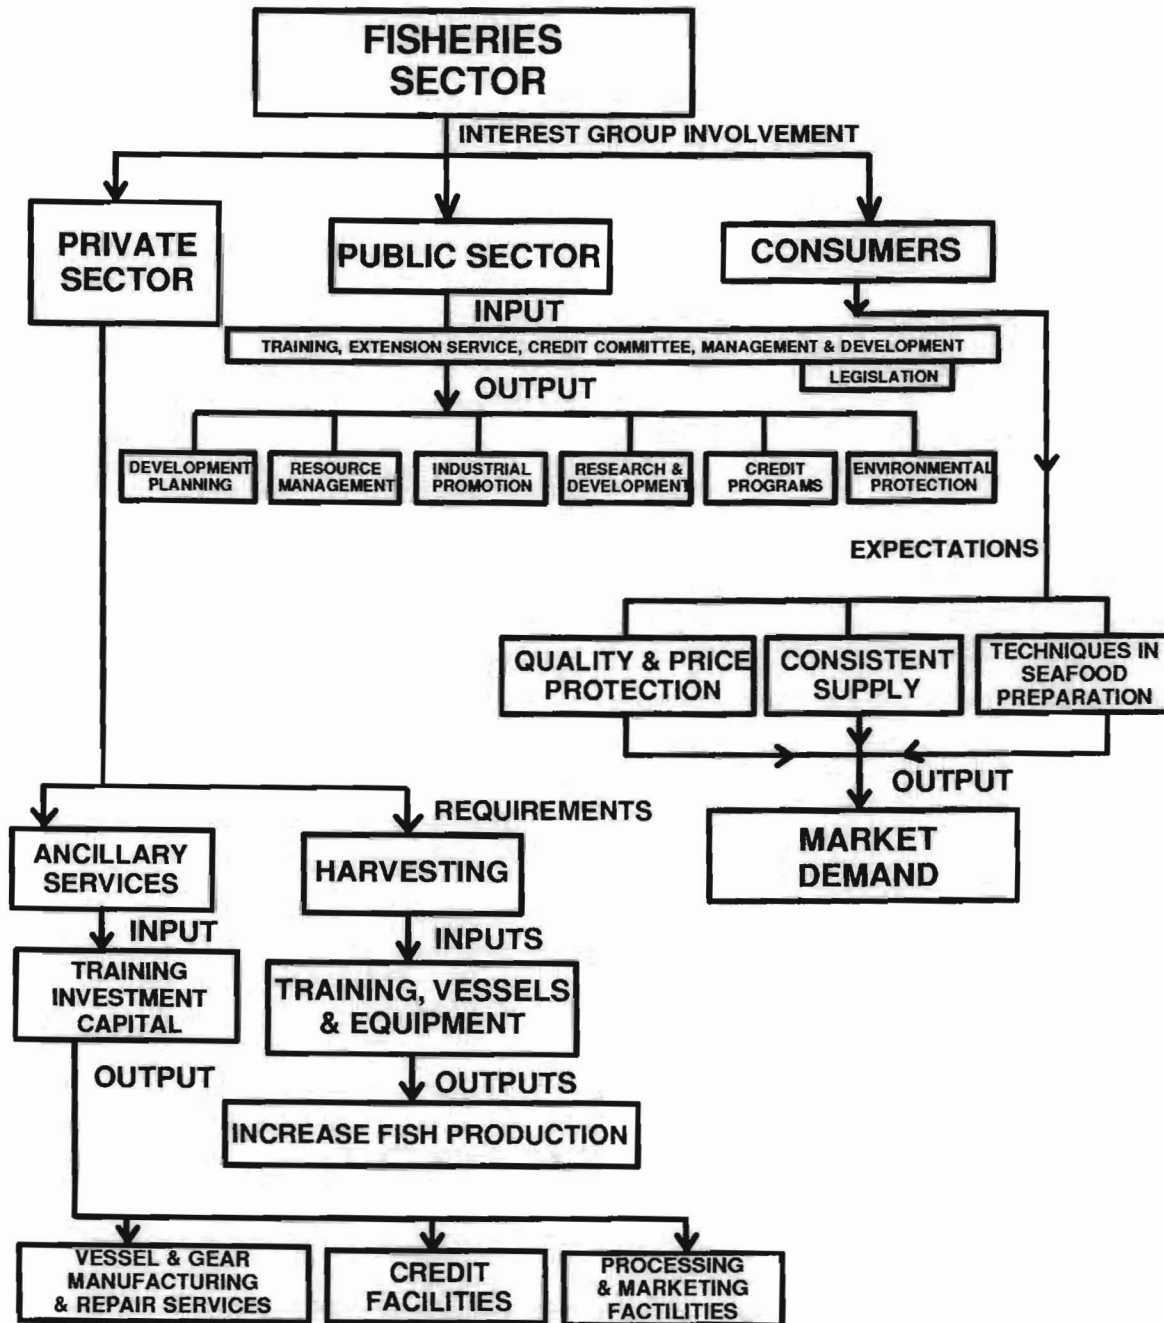 FISHERIES
SECTOR
INTEREST GROUP INVOLVEMENT
PRIVATE
SECTOR
PUBLIC SECTOR
CONSUMERS
INPUT
TRAINING, EXTENSION SERVICE, CREDIT COMMITTEE, MANAGEMENT & DEVELOPMENT
LEGISLATION
OUTPUT
DEVELOPMENT
PLANNING
RESOURCE
MANAGEMENT
INDUSTRIAL
PROMOTION
RESEARCH &
DEVELOPMENT
CREDIT
PROGRAMS
ENVIRONMENTAL
PROTECTION
EXPECTATIONS
QUALITY & PRICE
PROTECTION
CONSISTENT
SUPPLY
TECHNIQUES IN
SEAFOOD
PREPARATION
OUTPUT
MARKET
DEMAND
REQUIREMENTS
ANCILLARY
SERVICES
HARVESTING
INPUT
INPUTS
TRAINING
INVESTMENT
CAPITAL
TRAINING, VESSELS
& EQUIPMENT
OUTPUT
OUTPUTS
INCREASE FISH PRODUCTION
VESSEL & GEAR
MANUFACTURING
& REPAIR SERVICES
CREDIT
FACILITIES
PROCESSING
& MARKETING
FACTILITIES